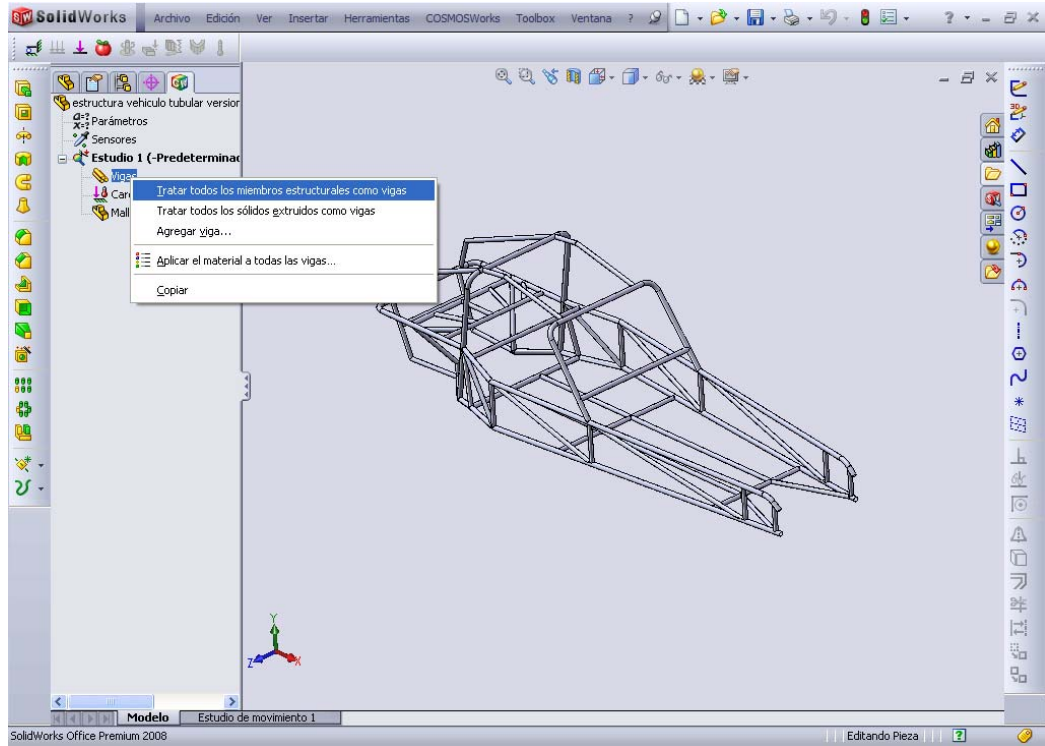 SolidWorks Archivo Edición Ver Insertar Herramientas COSMOSWorks Toolbox Ventana ?
estructura vehiculo tubular version
Parámetros
Sensores
Estudio 1 (-Predeterminad
Vigas
Tratar todos los miembros estructurales como vigas
Tratar todos los sólidos extruidos como vigas
Agregar viga...
Aplicar el material a todas las vigas...
Copiar
Car
Mall
Y
Z
X
Modelo Estudio de movimiento 1
SolidWorks Office Premium 2008 Editando Pieza